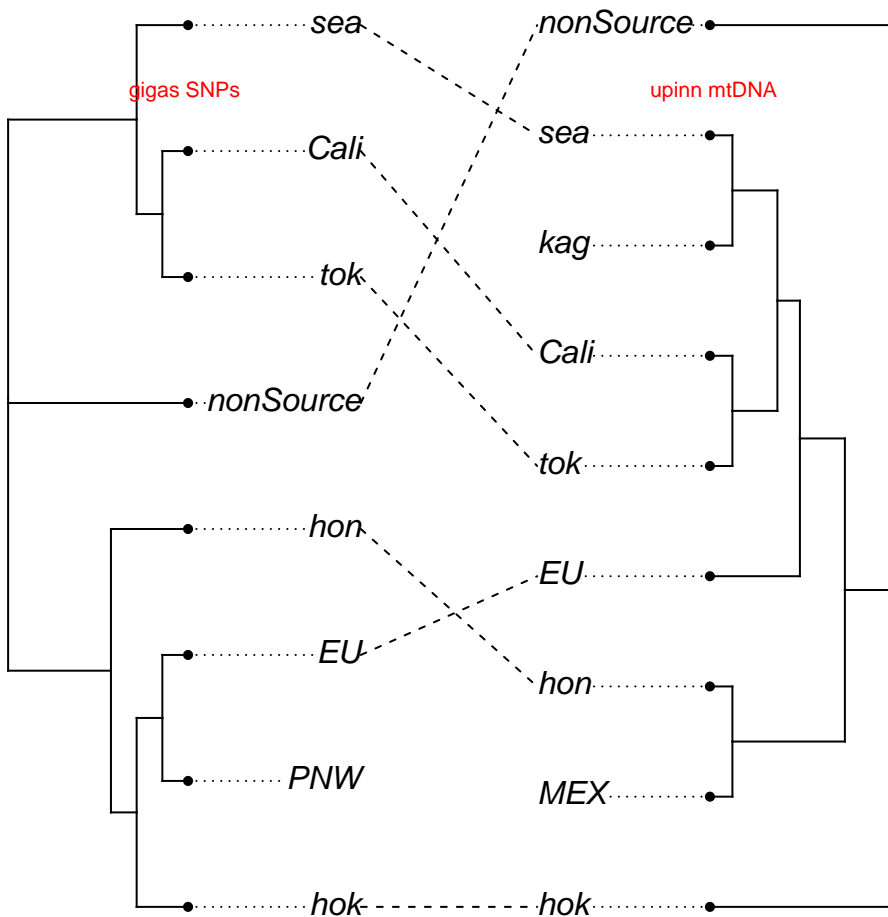 sea
nonSource
gigas SNPs
upinn mtDNA
sea
Cali
kag
tok
Cali
nonSource
tok
hon
EU
EU
hon
PNW
MEX
hok
hok